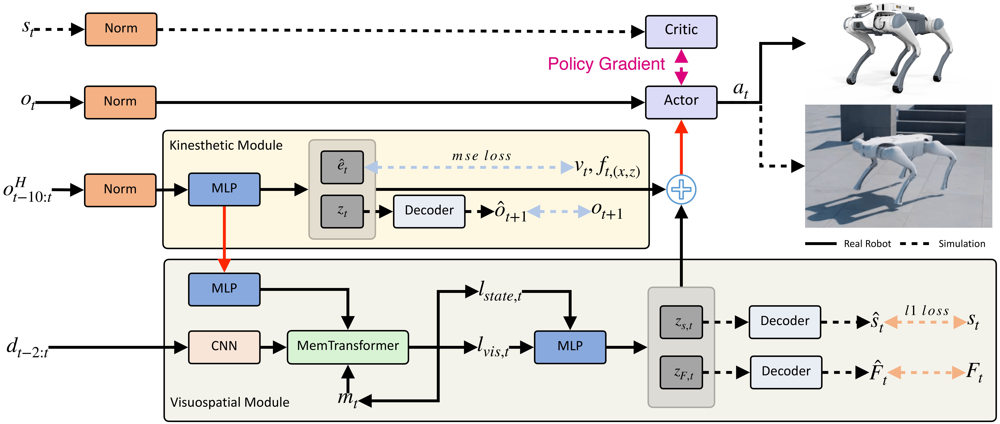 s_t
Norm
Critic
Policy Gradient
o_t
Norm
Actor
a_t
Kinesthetic Module
ê_t
mse loss
v_t, f_{t,(x,z)}
o^H_{t−10:t}
Norm
MLP
z_t
Decoder
ô_{t+1}
o_{t+1}
Real Robot
Simulation
MLP
l_{state,t}
z_{s,t}
Decoder
ŝ_t
l1 loss
s_t
d_{t−2:t}
CNN
MemTransformer
l_{vis,t}
MLP
z_{F,t}
Decoder
F̂_t
F_t
m_t
Visuospatial Module